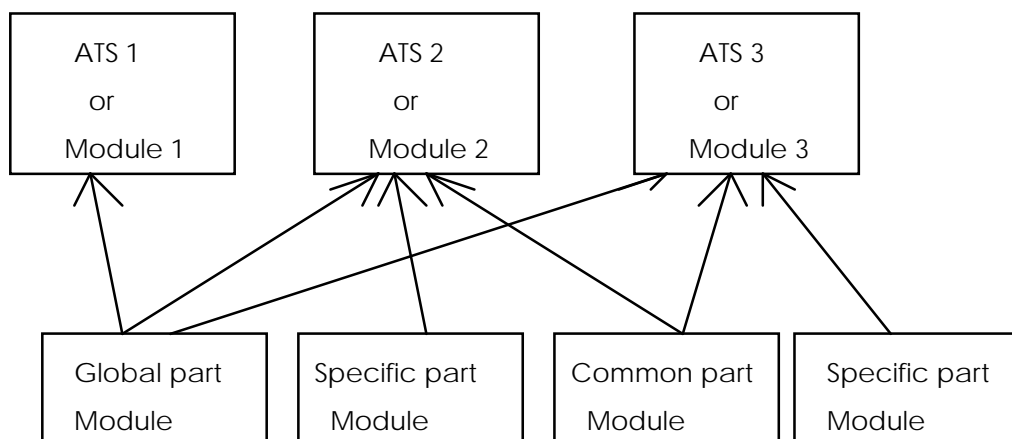 ATS 1
or
Module 1
ATS 2
or
Module 2
ATS 3
or
Module 3
Global part
Module
Specific part
Module
Common part
Module
Specific part
Module